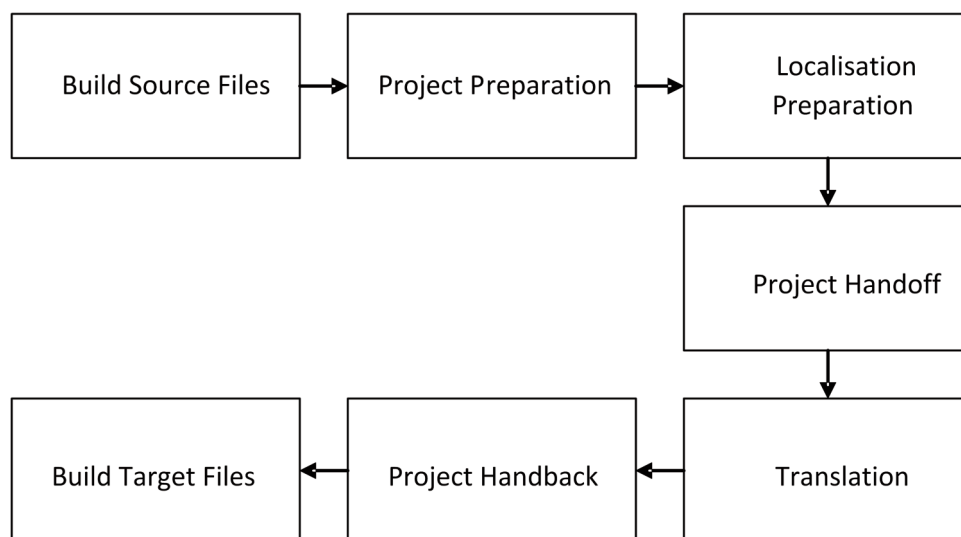 Build Source Files
Project Preparation
Localisation
Preparation
Project Handoff
Translation
Project Handback
Build Target Files